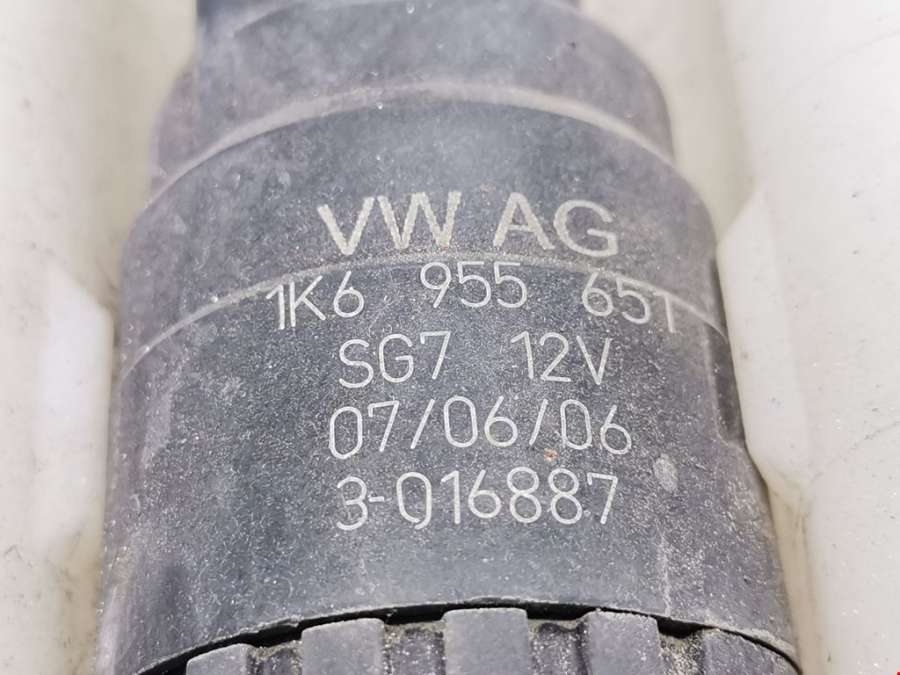 VW AG
1K6 955 651
SG7 12V
07/06/06
3-016887